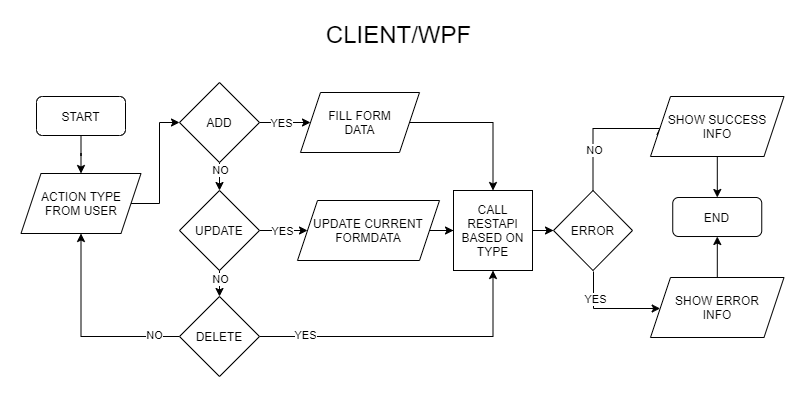 CLIENT/WPF
START
ACTION TYPE
FROM USER
ADD
YES
NO
FILL FORM
DATA
UPDATE
YES
NO
UPDATE CURRENT
FORMDATA
DELETE
NO
YES
CALL
RESTAPI
BASED ON
TYPE
ERROR
NO
YES
SHOW SUCCESS
INFO
END
SHOW ERROR
INFO